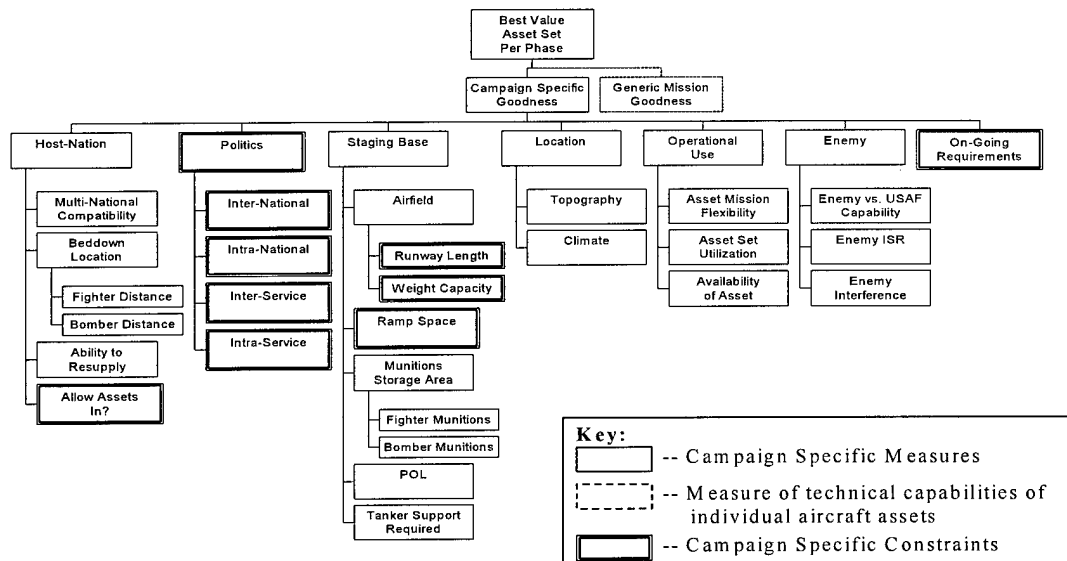 Best Value
Asset Set
Per Phase
Campaign Specific
Goodness
Generic Mission
Goodness
Host-Nation
Politics
Staging Base
Location
Operational
Use
Enemy
On-Going
Requirements
Multi-National
Compatibility
Beddown
Location
Fighter Distance
Bomber Distance
Ability to
Resupply
Allow Assets
In?
Inter-National
Intra-National
Inter-Service
Intra-Service
Airfield
Runway Length
Weight Capacity
Ramp Space
Munitions
Storage Area
Fighter Munitions
Bomber Munitions
POL
Tanker Support
Required
Topography
Climate
Asset Mission
Flexibility
Asset Set
Utilization
Availability
of Asset
Enemy vs. USAF
Capability
Enemy ISR
Enemy
Interference
Key:
-- Campaign Specific Measures
-- Measure of technical capabilities of
individual aircraft assets
-- Campaign Specific Constraints